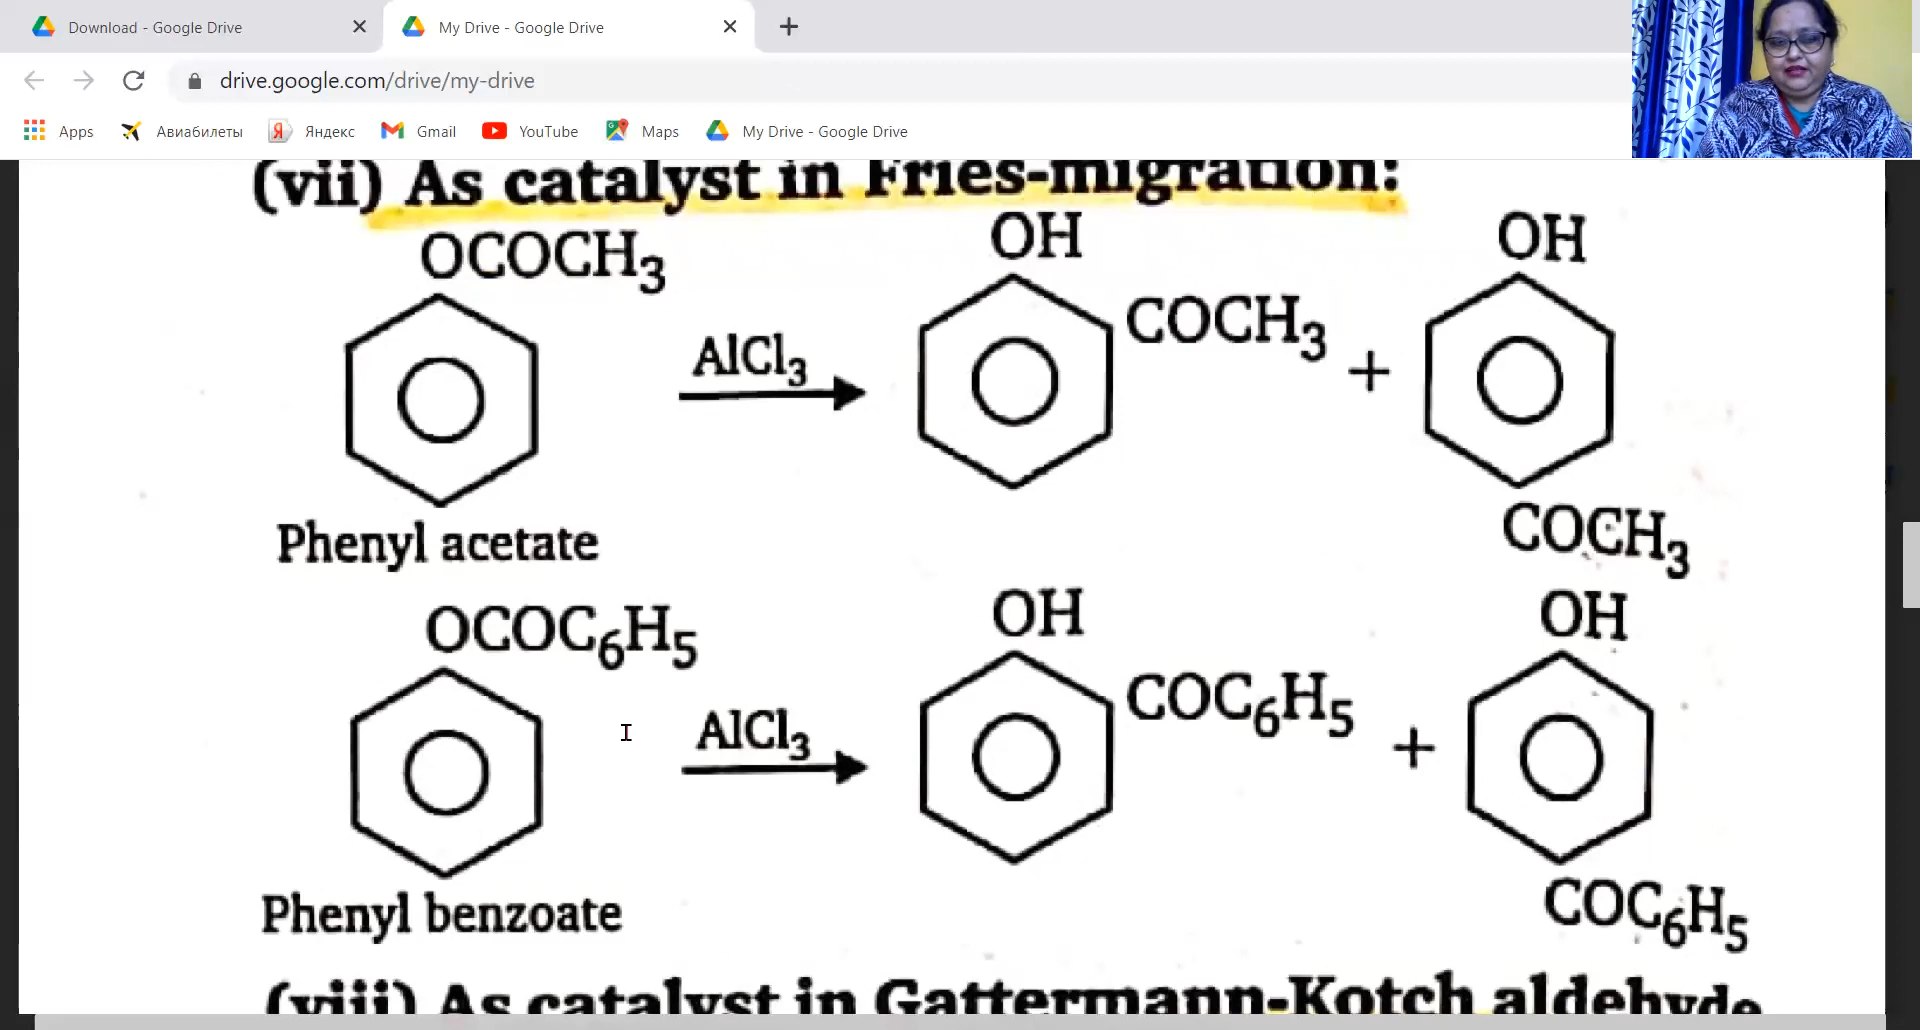 Download - Google Drive
My Drive - Google Drive
drive.google.com/drive/my-drive
Apps
Авиабилеты
Яндекс
Gmail
YouTube
Maps
My Drive - Google Drive
(vii) As catalyst in Fries-migration:
OCOCH3
OH
OH
COCH3
AlCl3
+
COCH3
Phenyl acetate
OCOC6H5
OH
OH
COC6H5
AlCl3
+
COC6H5
Phenyl benzoate
(viii) As catalyst in Gattermann-Kotch aldehyde